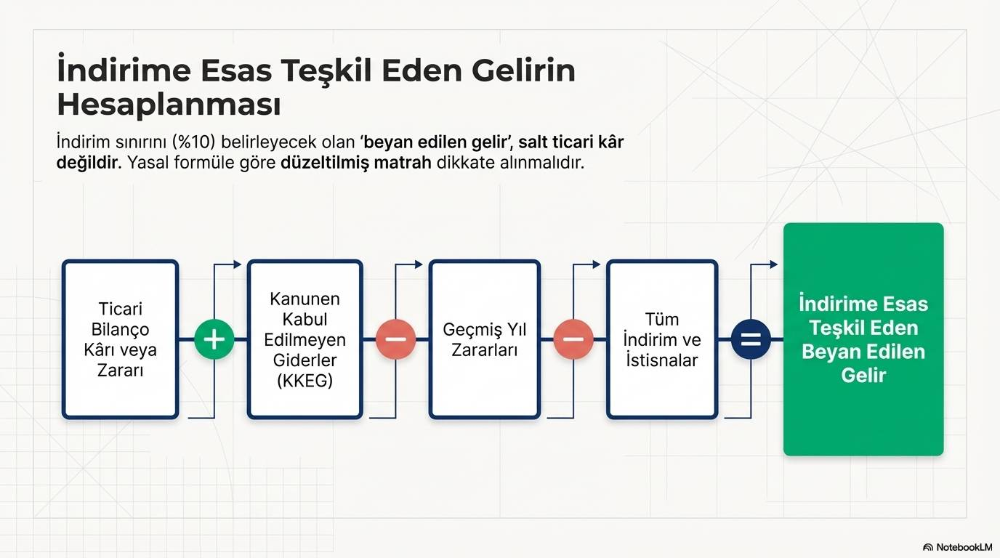 İndirime Esas Teşkil Eden Gelirin
Hesaplanması
İndirim sınırını (%10) belirleyecek olan ‘beyan edilen gelir’, salt ticari kâr
değildir. Yasal formüle göre düzeltilmiş matrah dikkate alınmalıdır.
Ticari
Bilanço
Kârı veya
Zararı
+
Kanunen
Kabul
Edilmeyen
Giderler
(KKEG)
−
Geçmiş Yıl
Zararları
−
Tüm
İndirim ve
İstisnalar
=
İndirime Esas
Teşkil Eden
Beyan Edilen
Gelir
NotebookLM